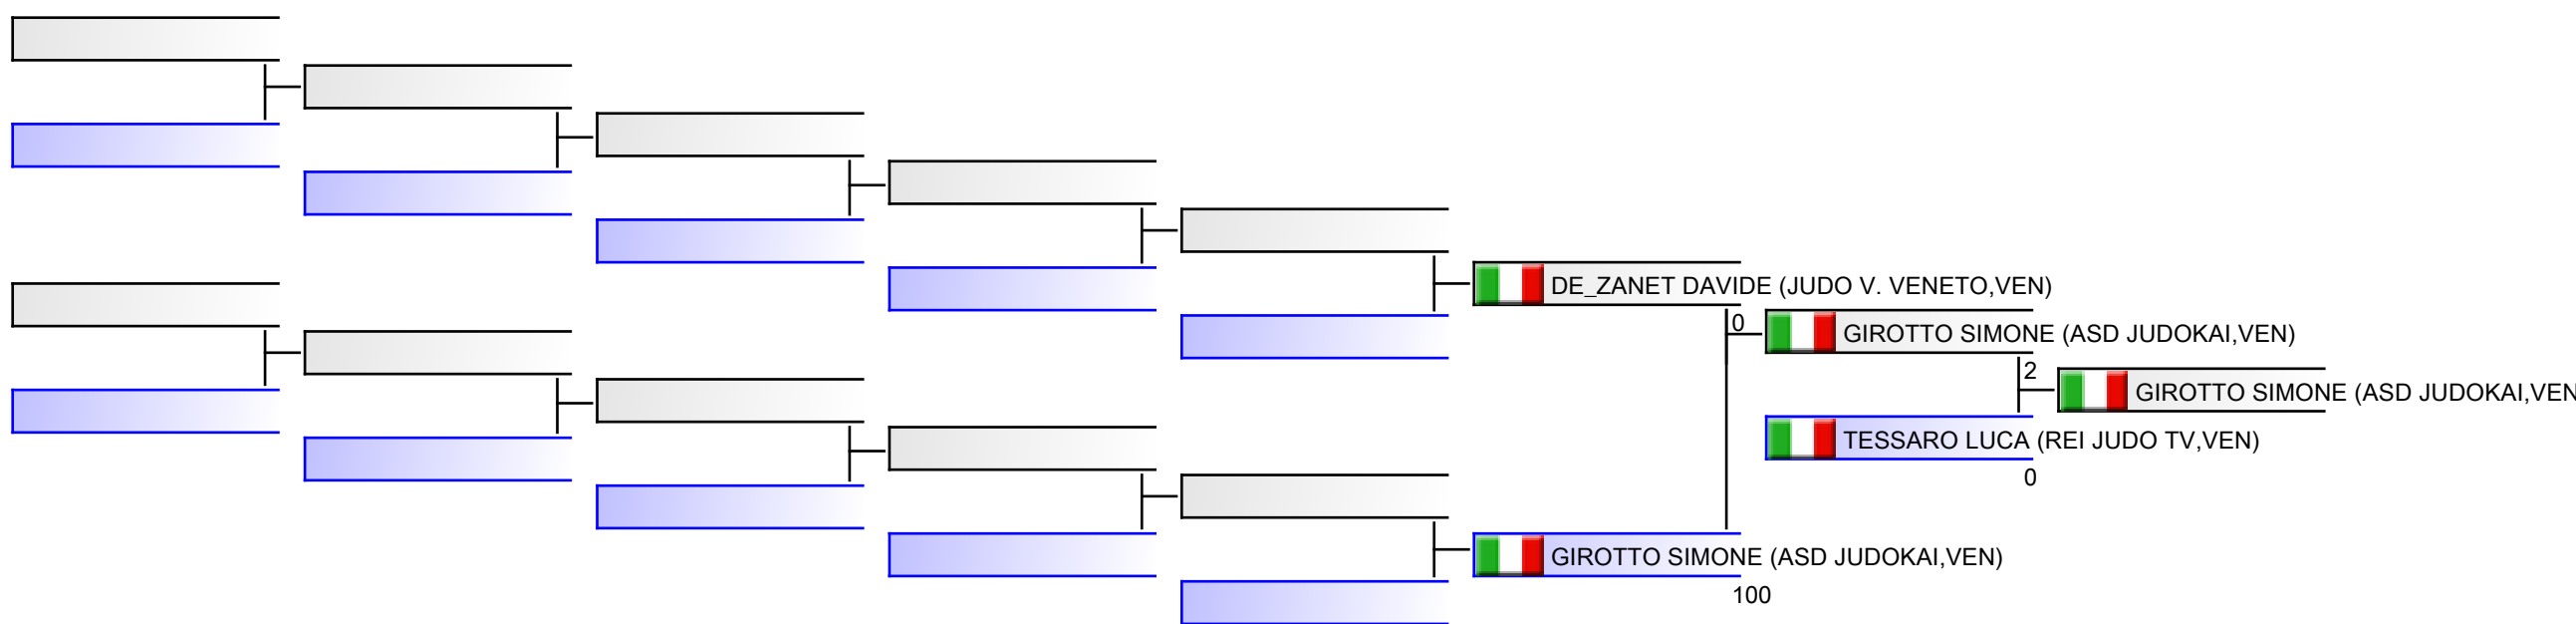 DE_ZANET DAVIDE (JUDO V. VENETO,VEN)
0
GIROTTO SIMONE (ASD JUDOKAI,VEN)
2
GIROTTO SIMONE (ASD JUDOKAI,VEN
TESSARO LUCA (REI JUDO TV,VEN)
0
GIROTTO SIMONE (ASD JUDOKAI,VEN)
100